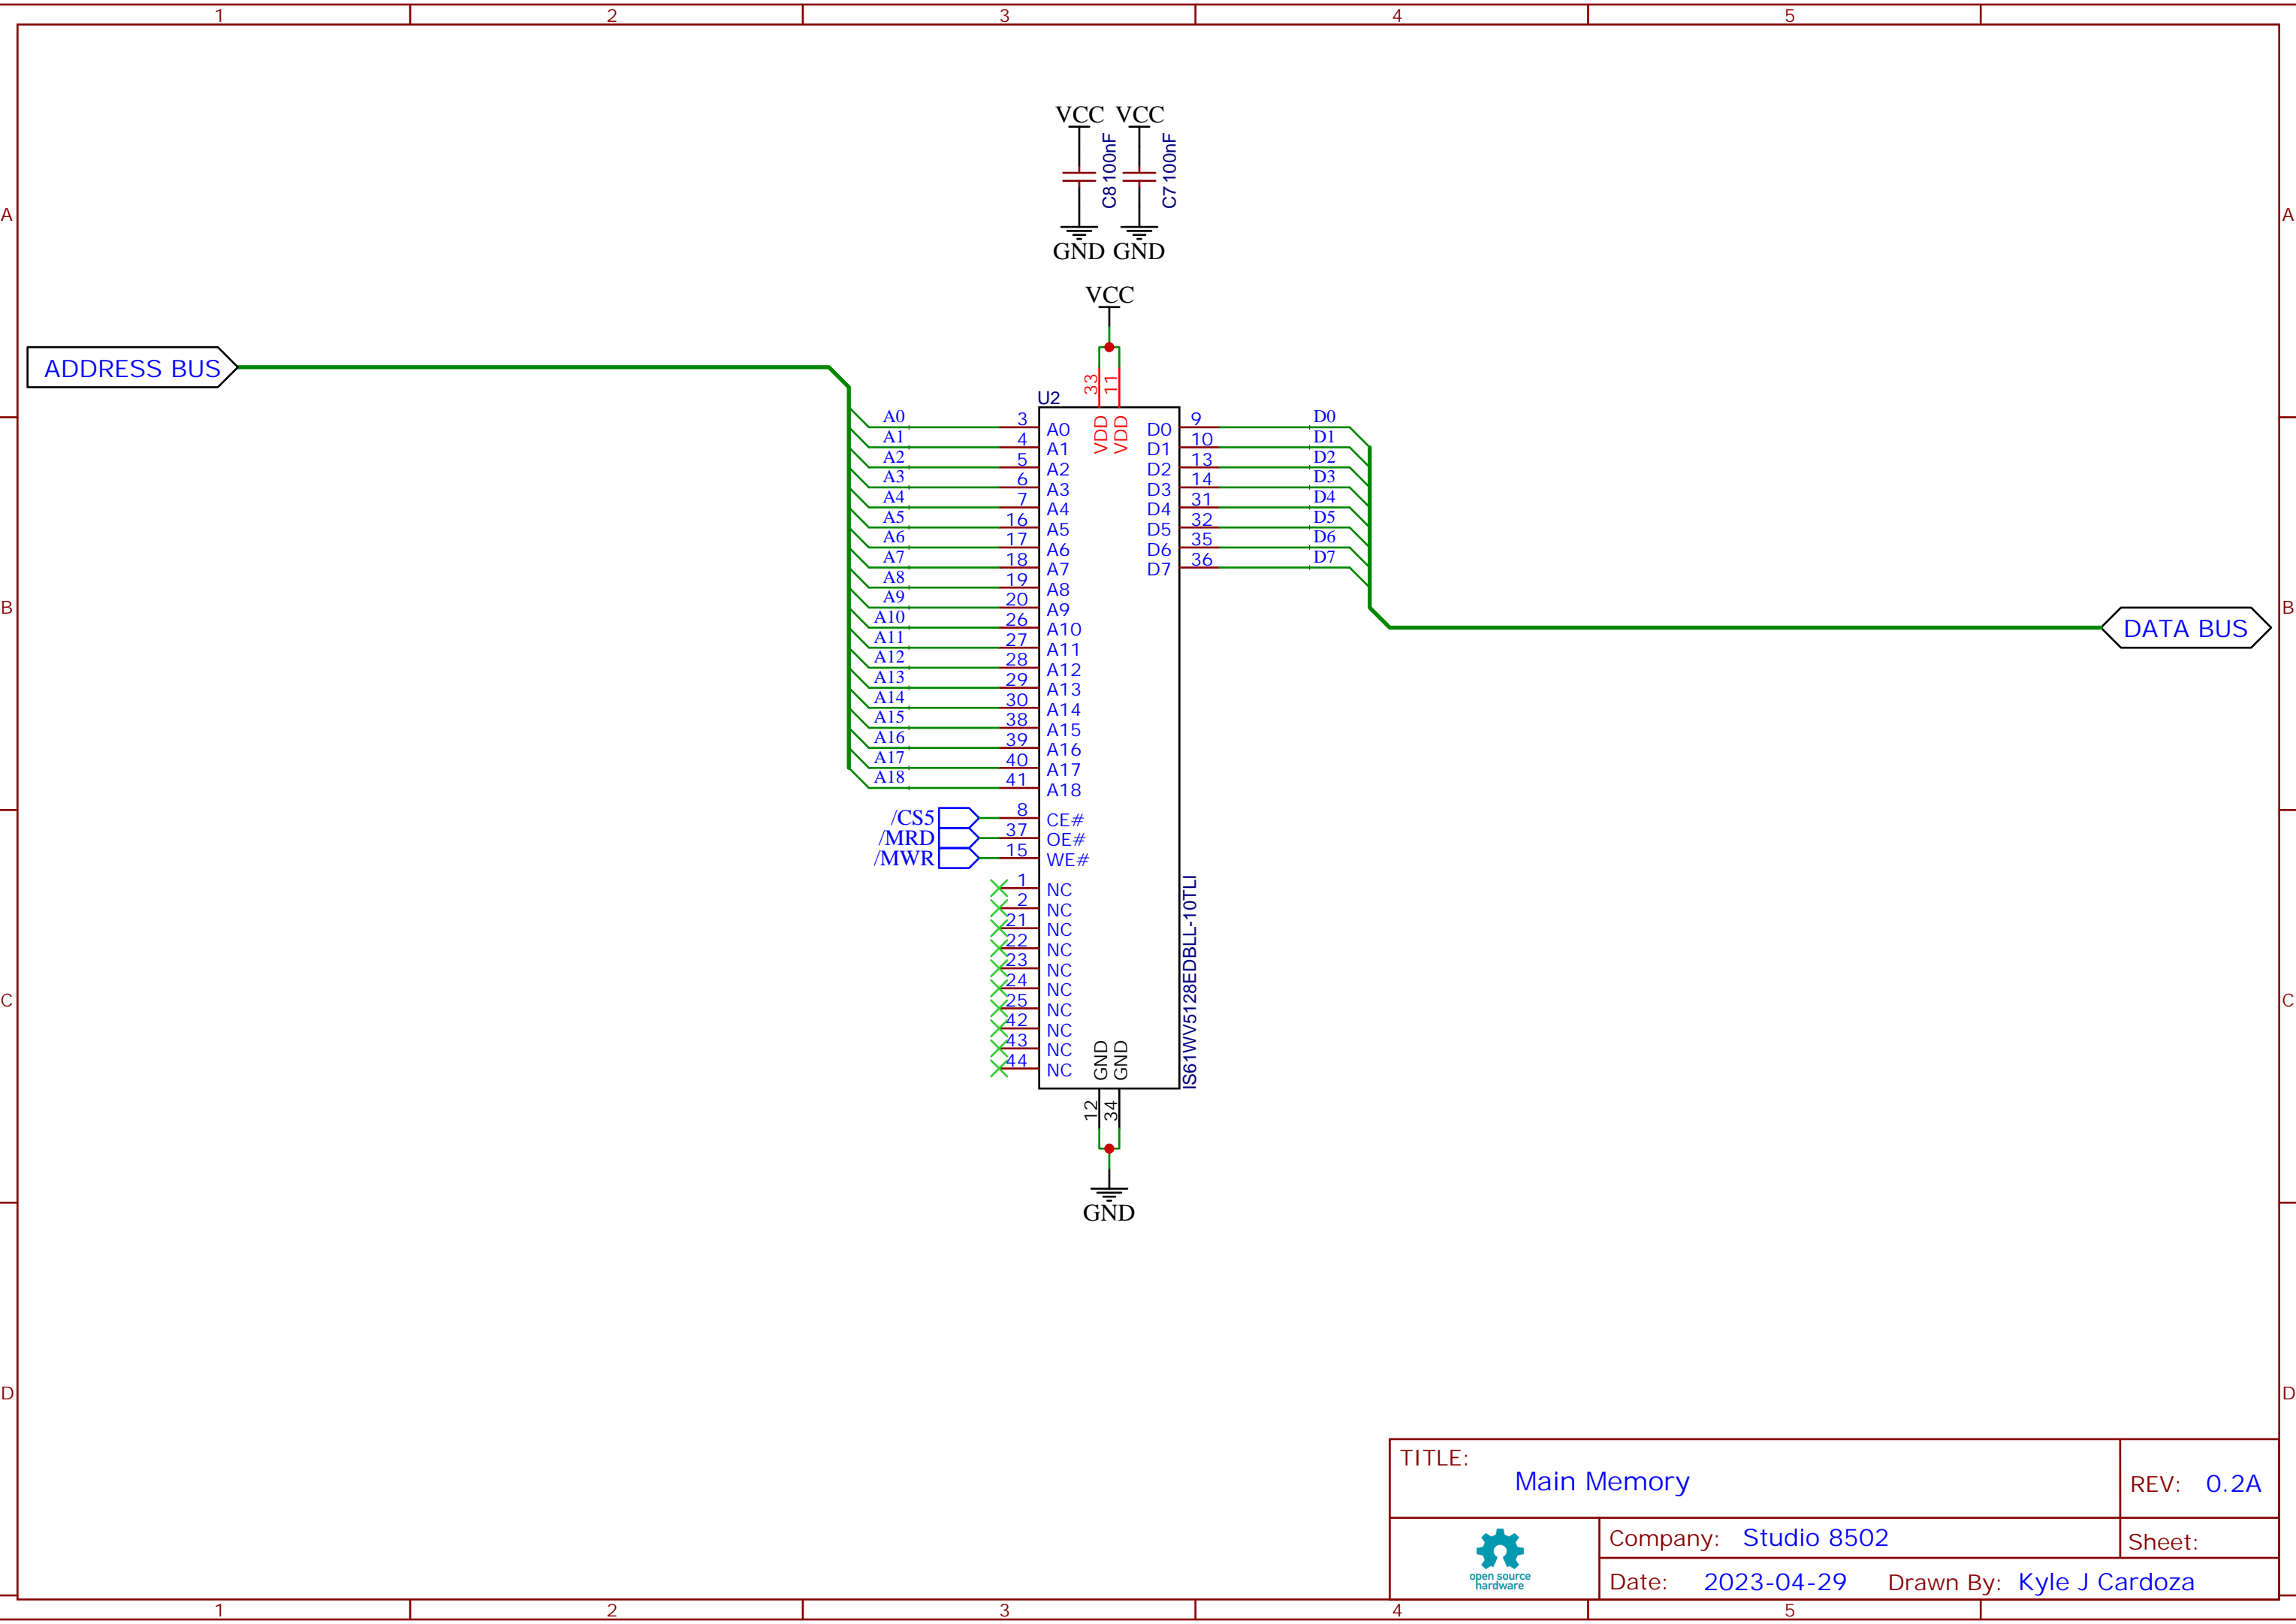 1 2 3 4 5
A A
B B
C C
D D
VCC VCC
C8 100nF
C7 100nF
GND GND
VCC
ADDRESS BUS
33 11
U2
VDD VDD
A0 3 A0 D0 9 D0
A1 4 A1 D1 10 D1
A2 5 A2 D2 13 D2
A3 6 A3 D3 14 D3
A4 7 A4 D4 31 D4
A5 16 A5 D5 32 D5
A6 17 A6 D6 35 D6
A7 18 A7 D7 36 D7
A8 19 A8
A9 20 A9
A10 26 A10
DATA BUS
A11 27 A11
A12 28 A12
A13 29 A13
A14 30 A14
A15 38 A15
A16 39 A16
A17 40 A17
A18 41 A18
/CS5 8 CE#
/MRD 37 OE#
/MWR 15 WE#
1 NC
2 NC
21 NC
22 NC
23 NC
24 NC
25 NC
42 NC
43 NC
44 NC
IS61WV5128EDBLL-10TLI
GND GND
12 34
GND
TITLE:
Main Memory
REV: 0.2A
open source
hardware
Company: Studio 8502
Sheet:
Date: 2023-04-29 Drawn By: Kyle J Cardoza
1 2 3 4 5